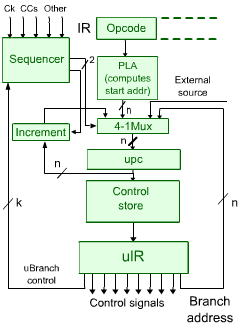 Ck CCs Other
IR Opcode
Sequencer
2
PLA
(computes
start addr)
External
source
n
n
Increment
4-1Mux
n
upc
n
Control
store
k
n
uIR
uBranch
control
Control signals
Branch
address